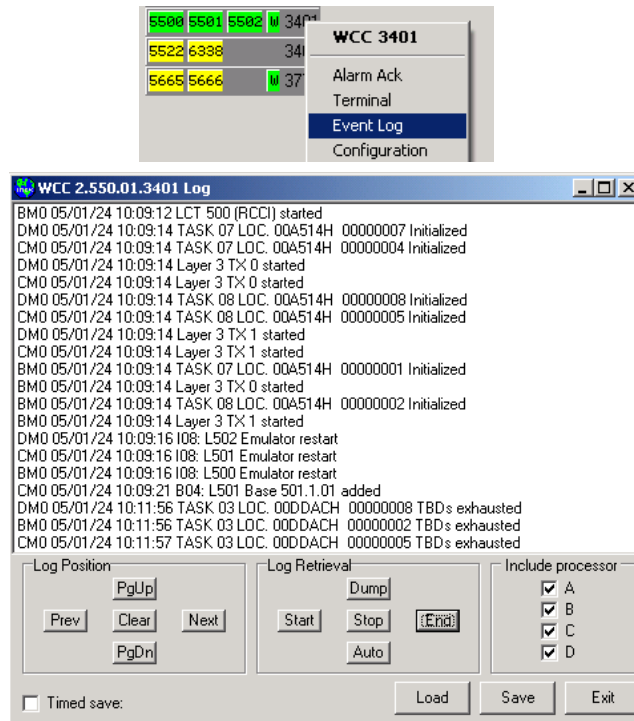 5500 5501 5502 W 3401
5522 6338
5665 5666 W
WCC 3401
Alarm Ack
Terminal
Event Log
Configuration
WCC 2.550.01.3401 Log
BM0 05/01/24 10:09:12 LCT 500 (RCCI) started
DM0 05/01/24 10:09:14 TASK 07 LOC. 00A514H 00000007 Initialized
CM0 05/01/24 10:09:14 TASK 07 LOC. 00A514H 00000004 Initialized
DM0 05/01/24 10:09:14 Layer 3 TX 0 started
CM0 05/01/24 10:09:14 Layer 3 TX 0 started
DM0 05/01/24 10:09:14 TASK 08 LOC. 00A514H 00000008 Initialized
CM0 05/01/24 10:09:14 TASK 08 LOC. 00A514H 00000005 Initialized
DM0 05/01/24 10:09:14 Layer 3 TX 1 started
CM0 05/01/24 10:09:14 Layer 3 TX 1 started
BM0 05/01/24 10:09:14 TASK 07 LOC. 00A514H 00000001 Initialized
BM0 05/01/24 10:09:14 Layer 3 TX 0 started
BM0 05/01/24 10:09:14 TASK 08 LOC. 00A514H 00000002 Initialized
BM0 05/01/24 10:09:14 Layer 3 TX 1 started
DM0 05/01/24 10:09:16 I08: L502 Emulator restart
CM0 05/01/24 10:09:16 I08: L501 Emulator restart
BM0 05/01/24 10:09:16 I08: L500 Emulator restart
CM0 05/01/24 10:09:21 B04: L501 Base 501.1.01 added
DM0 05/01/24 10:11:56 TASK 03 LOC. 00DDACH 00000008 TBDs exhausted
BM0 05/01/24 10:11:56 TASK 03 LOC. 00DDACH 00000002 TBDs exhausted
CM0 05/01/24 10:11:57 TASK 03 LOC. 00DDACH 00000005 TBDs exhausted
Log Position Log Retrieval Include processor
PgUp Dump A
B
Prev Clear Next Start Stop End
C
PgDn Auto D
Timed save: Load Save Exit